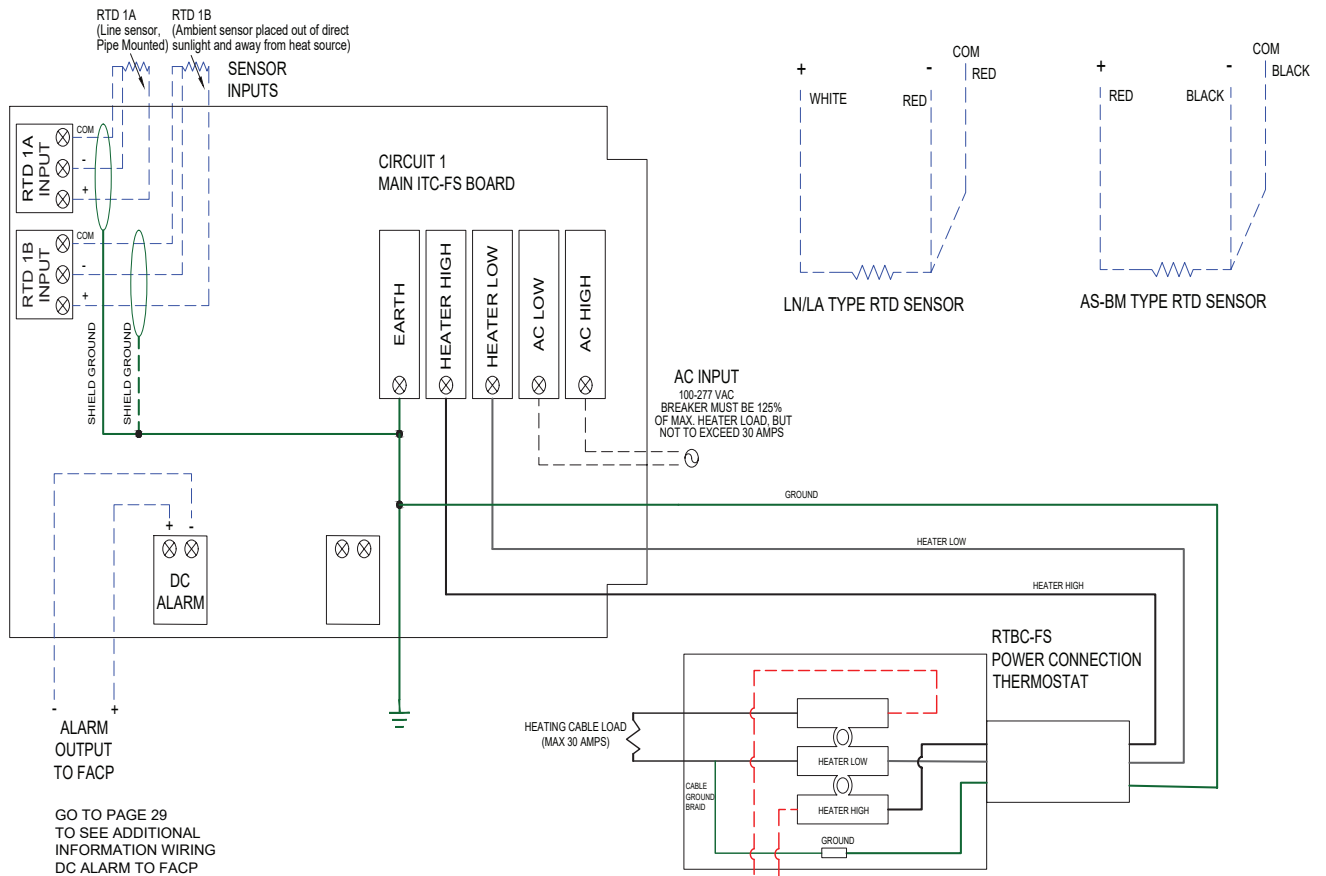 RTD 1A
(Line sensor,
Pipe Mounted)
RTD 1B
(Ambient sensor placed out of direct
sunlight and away from heat source)
SENSOR
INPUTS
RTD 1A
INPUT
COM
-
+
RTD 1B
INPUT
COM
-
+
SHIELD GROUND
SHIELD GROUND
CIRCUIT 1
MAIN ITC-FS BOARD
EARTH
HEATER HIGH
HEATER LOW
AC LOW
AC HIGH
AC INPUT
100-277 VAC
BREAKER MUST BE 125%
OF MAX. HEATER LOAD, BUT
NOT TO EXCEED 30 AMPS
+
WHITE
-
RED
COM
RED
LN/LA TYPE RTD SENSOR
+
RED
-
BLACK
COM
BLACK
AS-BM TYPE RTD SENSOR
GROUND
HEATER LOW
HEATER HIGH
+ -
DC
ALARM
- +
ALARM
OUTPUT
TO FACP
GO TO PAGE 29
TO SEE ADDITIONAL
INFORMATION WIRING
DC ALARM TO FACP
RTBC-FS
POWER CONNECTION
THERMOSTAT
HEATING CABLE LOAD
(MAX 30 AMPS)
HEATER LOW
HEATER HIGH
CABLE
GROUND
BRAID
GROUND